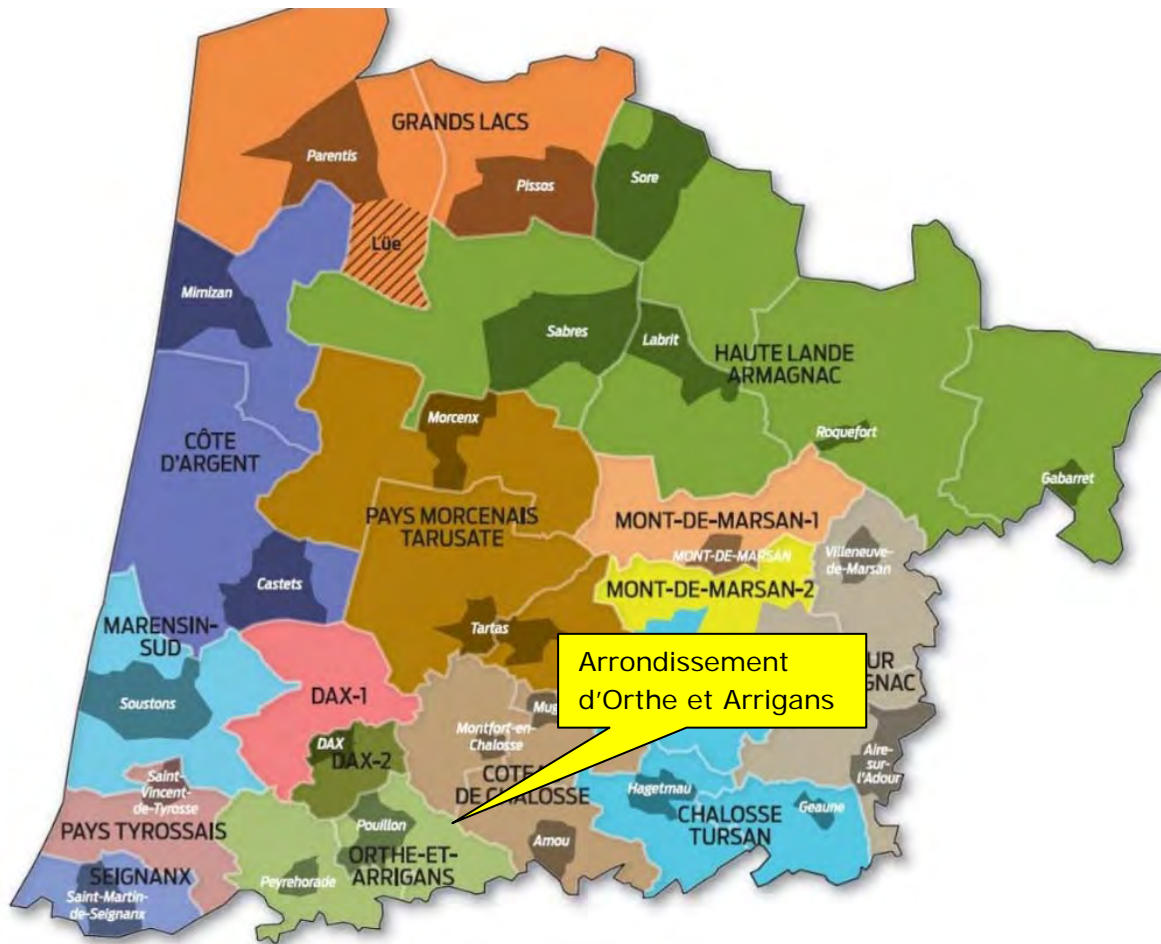 GRANDS LACS
Parentis
Pissos
Sore
Lüe
Mimizan
Sabres
Labrit
HAUTE LANDE
ARMAGNAC
Morcenx
Roquefort
CÔTE
D'ARGENT
Gabarret
PAYS MORCENAIS
TARUSATE
MONT-DE-MARSAN-1
MONT-DE-MARSAN
Villeneuve-
de-Marsan
Castets
MONT-DE-MARSAN-2
MARENSIN-
SUD
Tartas
Arrondissement
d'Orthe et Arrigans
UR
GNAC
Soustons
DAX-1
Mug
Montfort-en-
Chalosse
DAX
DAX-2
Aire-
sur-
l'Adour
Saint-
Vincent-
de-Tyrosse
COTEA
DE CHALOSSE
Hagetmau
Geaune
CHALOSSE
TURSAN
PAYS TYROSSAIS
Pouillon
Amou
ORTHE-ET-
ARRIGANS
SEIGNANX
Peyrehorade
Saint-Martin-
de-Seignanx